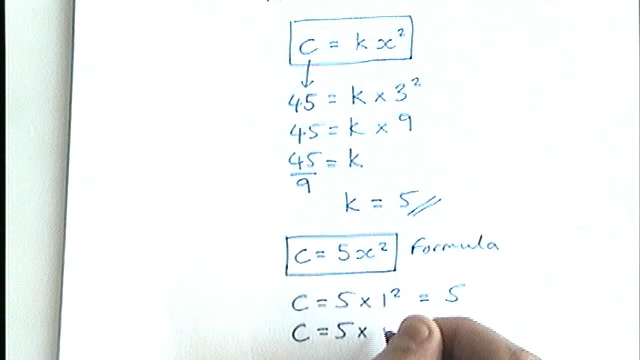 C = kx²
45 = k × 3²
45 = k × 9
45/9 = k
k = 5
C = 5x² Formula
C = 5 × 1² = 5
C = 5 ×